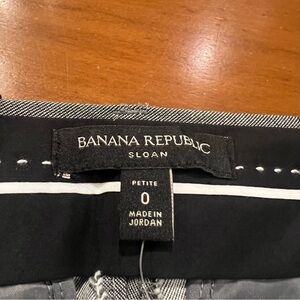 BANANA REPUBLIC
SLOAN
PETITE
0
MADE IN
JORDAN